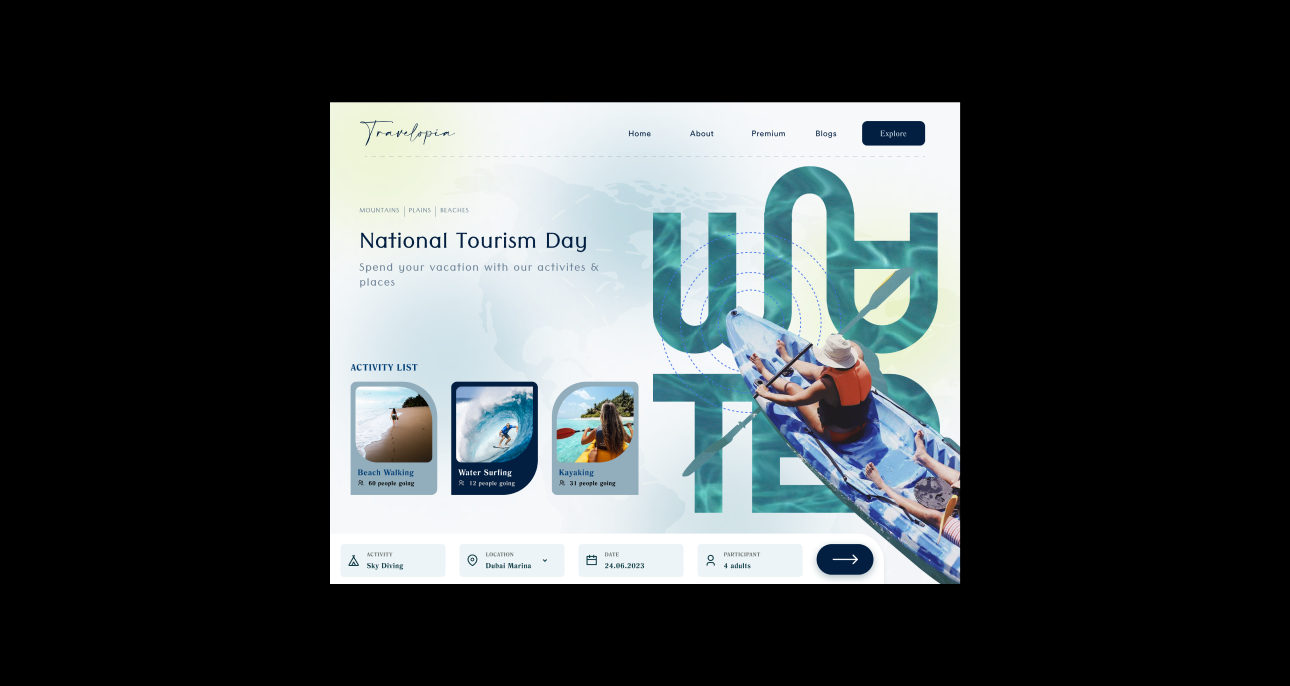 Travelopia
Home
About
Premium
Blogs
Explore
MOUNTAINS
PLAINS
BEACHES
National Tourism Day
Spend your vacation with our activites &
places
ACTIVITY LIST
Beach Walking
60 people going
Water Surfing
12 people going
Kayaking
31 people going
ACTIVITY
Sky Diving
LOCATION
Dubai Marina
DATE
24.06.2023
PARTICIPANT
4 adults